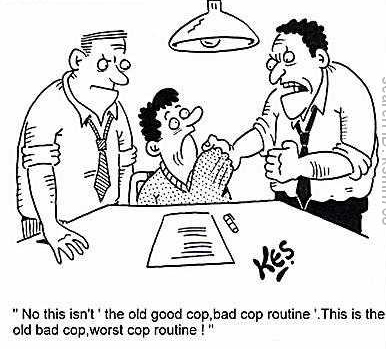 KES
" No this isn't ' the old good cop,bad cop routine '.This is the
old bad cop,worst cop routine ! "